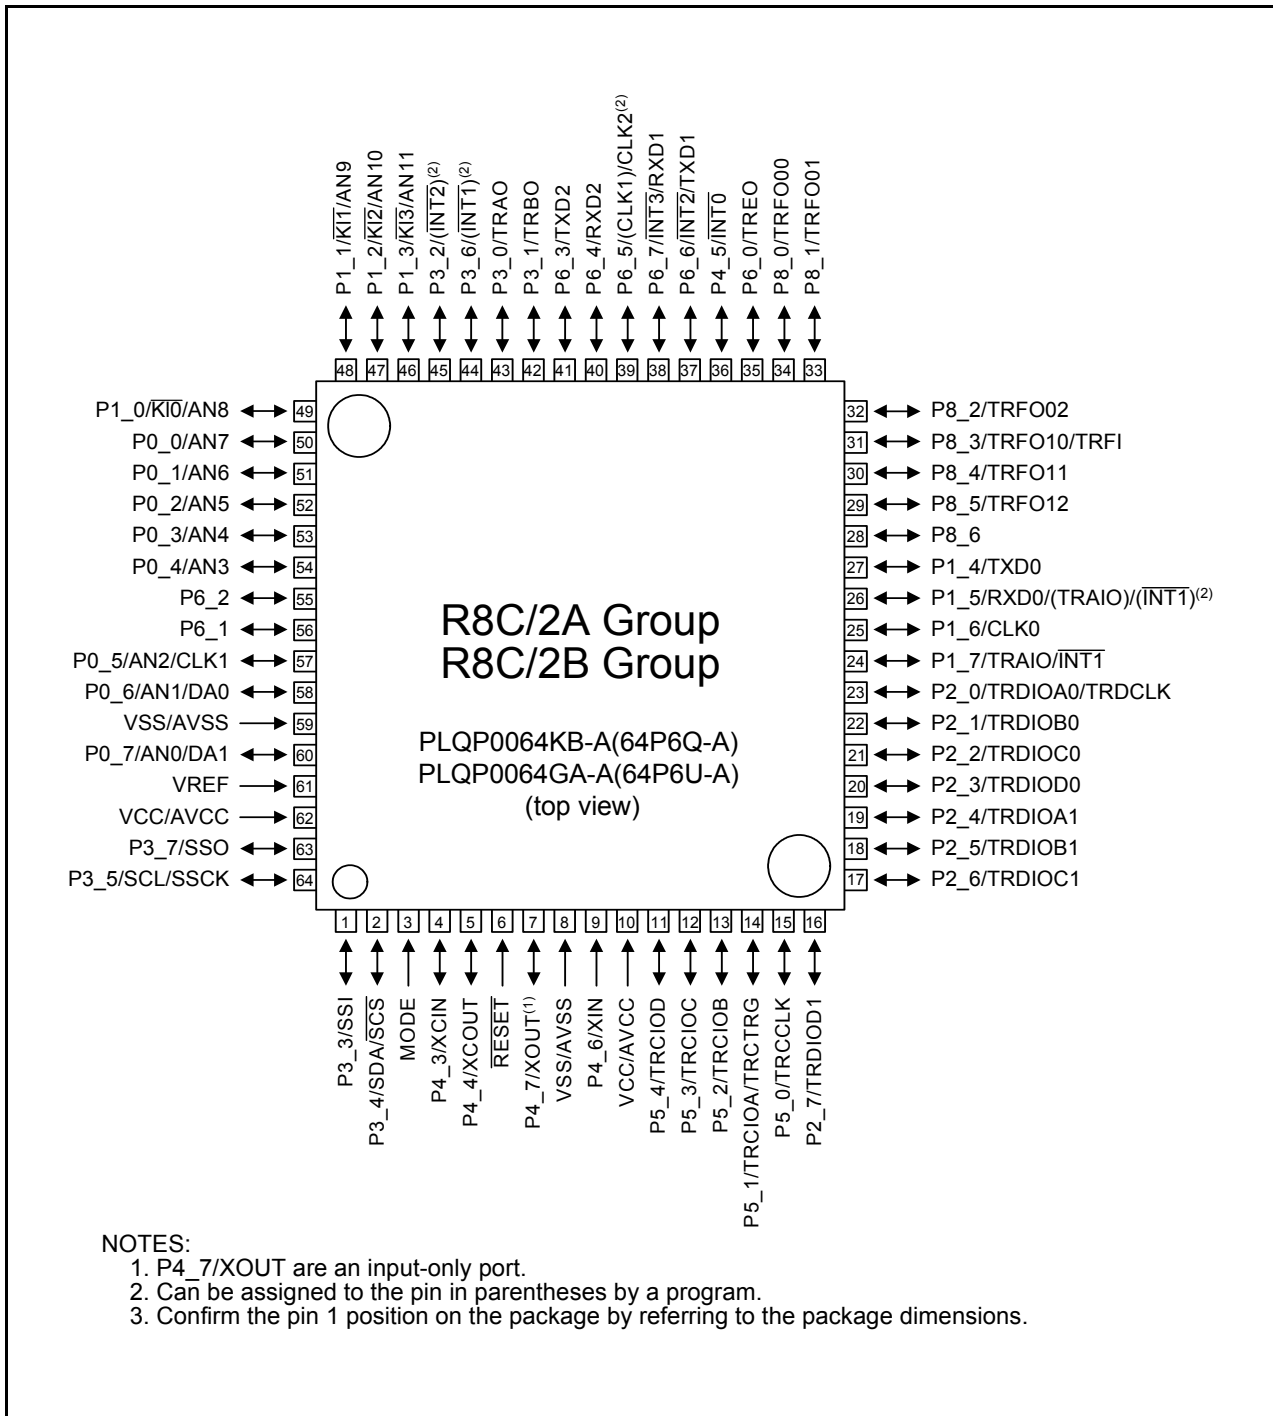 P1_1/KI1/AN9
P1_2/KI2/AN10
P1_3/KI3/AN11
P3_2/(INT2)(2)
P3_6/(INT1)(2)
P3_0/TRAO
P3_1/TRBO
P6_3/TXD2
P6_4/RXD2
P6_5/(CLK1)/CLK2(2)
P6_7/INT3/RXD1
P6_6/INT2/TXD1
P4_5/INT0
P6_0/TREO
P8_0/TRFO00
P8_1/TRFO01
48 47 46 45 44 43 42 41 40 39 38 37 36 35 34 33
P1_0/KI0/AN8 49
P0_0/AN7 50
P0_1/AN6 51
P0_2/AN5 52
P0_3/AN4 53
P0_4/AN3 54
P6_2 55
P6_1 56
P0_5/AN2/CLK1 57
P0_6/AN1/DA0 58
VSS/AVSS 59
P0_7/AN0/DA1 60
VREF 61
VCC/AVCC 62
P3_7/SSO 63
P3_5/SCL/SSCK 64
R8C/2A Group
R8C/2B Group
PLQP0064KB-A(64P6Q-A)
PLQP0064GA-A(64P6U-A)
(top view)
32 P8_2/TRFO02
31 P8_3/TRFO10/TRFI
30 P8_4/TRFO11
29 P8_5/TRFO12
28 P8_6
27 P1_4/TXD0
26 P1_5/RXD0/(TRAIO)/(INT1)(2)
25 P1_6/CLK0
24 P1_7/TRAIO/INT1
23 P2_0/TRDIOA0/TRDCLK
22 P2_1/TRDIOB0
21 P2_2/TRDIOC0
20 P2_3/TRDIOD0
19 P2_4/TRDIOA1
18 P2_5/TRDIOB1
17 P2_6/TRDIOC1
1 2 3 4 5 6 7 8 9 10 11 12 13 14 15 16
P3_3/SSI
P3_4/SDA/SCS
MODE
P4_3/XCIN
P4_4/XCOUT
RESET
P4_7/XOUT(1)
VSS/AVSS
P4_6/XIN
VCC/AVCC
P5_4/TRCIOD
P5_3/TRCIOC
P5_2/TRCIOB
P5_1/TRCIOA/TRCTRG
P5_0/TRCCLK
P2_7/TRDIOD1
NOTES:
1. P4_7/XOUT are an input-only port.
2. Can be assigned to the pin in parentheses by a program.
3. Confirm the pin 1 position on the package by referring to the package dimensions.